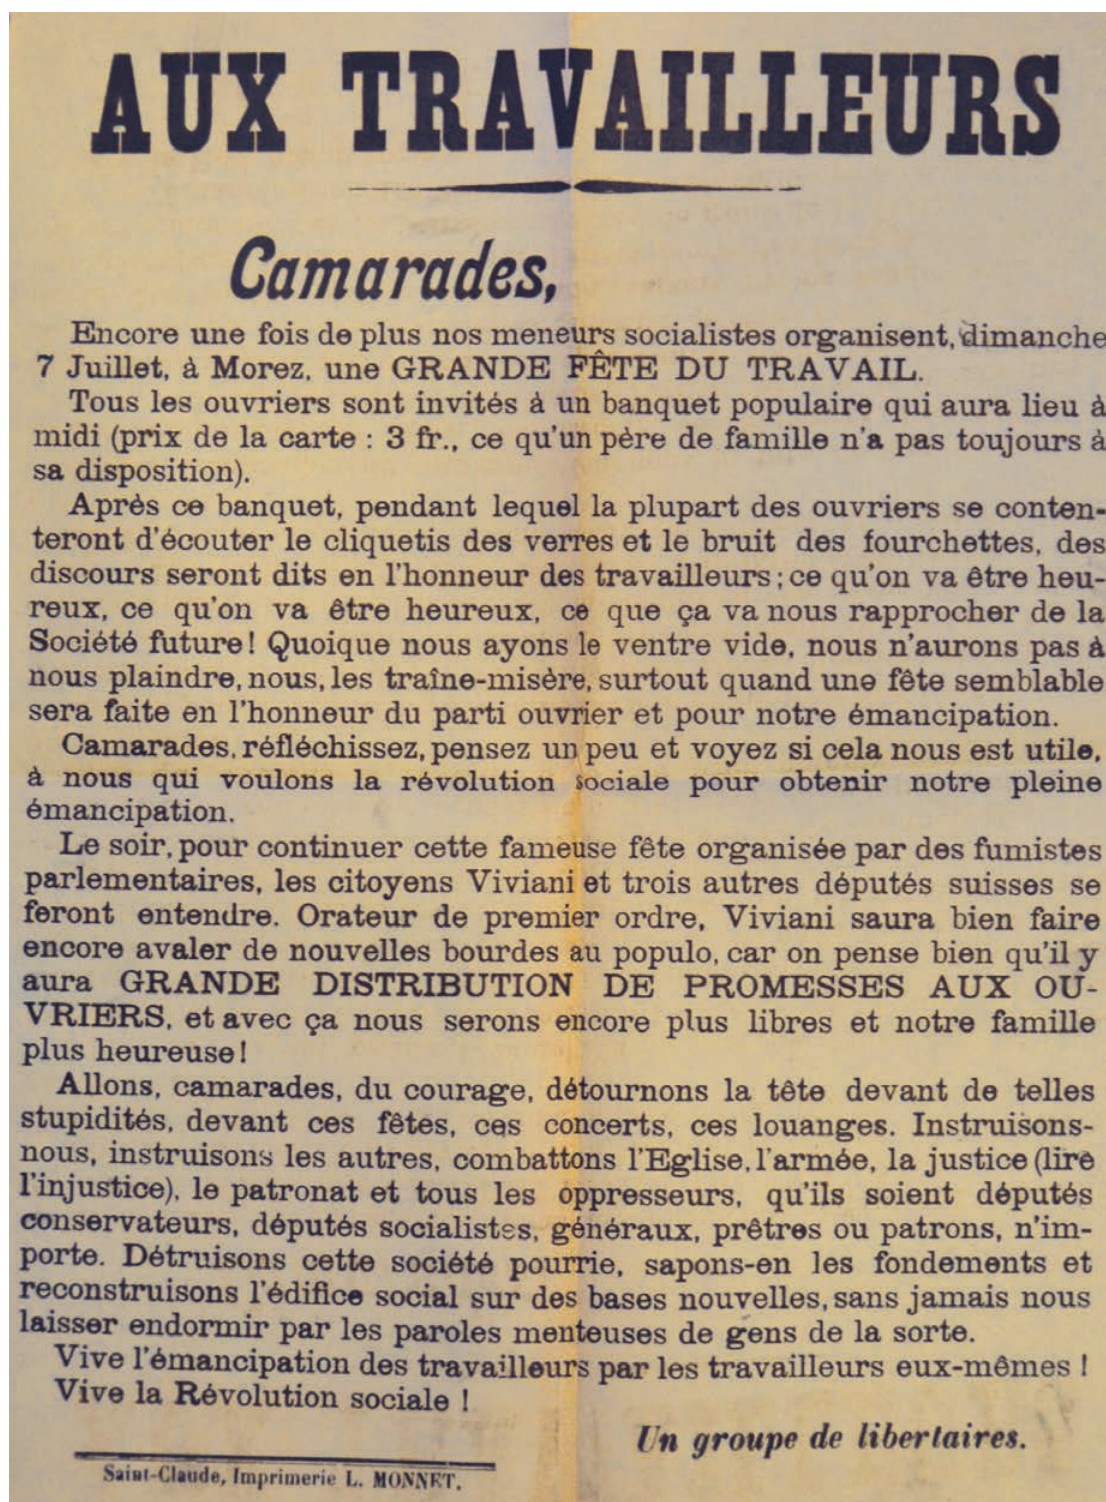 AUX TRAVAILLEURS
Camarades,
Encore une fois de plus nos meneurs socialistes organisent, dimanche
7 Juillet, à Morez, une GRANDE FÊTE DU TRAVAIL.
Tous les ouvriers sont invités à un banquet populaire qui aura lieu à
midi (prix de la carte : 3 fr., ce qu'un père de famille n'a pas toujours à
sa disposition).
Après ce banquet, pendant lequel la plupart des ouvriers se conten-
teront d'écouter le cliquetis des verres et le bruit des fourchettes, des
discours seront dits en l'honneur des travailleurs ; ce qu'on va être heu-
reux, ce qu'on va être heureux, ce que ça va nous rapprocher de la
Société future ! Quoique nous ayons le ventre vide, nous n'aurons pas à
nous plaindre, nous, les traîne-misère, surtout quand une fête semblable
sera faite en l'honneur du parti ouvrier et pour notre émancipation.
Camarades, réfléchissez, pensez un peu et voyez si cela nous est utile,
à nous qui voulons la révolution sociale pour obtenir notre pleine
émancipation.
Le soir, pour continuer cette fameuse fête organisée par des fumistes
parlementaires, les citoyens Viviani et trois autres députés suisses se
feront entendre. Orateur de premier ordre, Viviani saura bien faire
encore avaler de nouvelles bourdes au populo, car on pense bien qu'il y
aura GRANDE DISTRIBUTION DE PROMESSES AUX OU-
VRIERS, et avec ça nous serons encore plus libres et notre famille
plus heureuse !
Allons, camarades, du courage, détournons la tête devant de telles
stupidités, devant ces fêtes, ces concerts, ces louanges. Instruisons-
nous, instruisons les autres, combattons l'Eglise, l'armée, la justice (lire
l'injustice), le patronat et tous les oppresseurs, qu'ils soient députés
conservateurs, députés socialistes, généraux, prêtres ou patrons, n'im-
porte. Détruisons cette société pourrie, sapons-en les fondements et
reconstruisons l'édifice social sur des bases nouvelles, sans jamais nous
laisser endormir par les paroles menteuses de gens de la sorte.
Vive l'émancipation des travailleurs par les travailleurs eux-mêmes !
Vive la Révolution sociale !
Un groupe de libertaires.
Saint-Claude, Imprimerie L. MONNET.